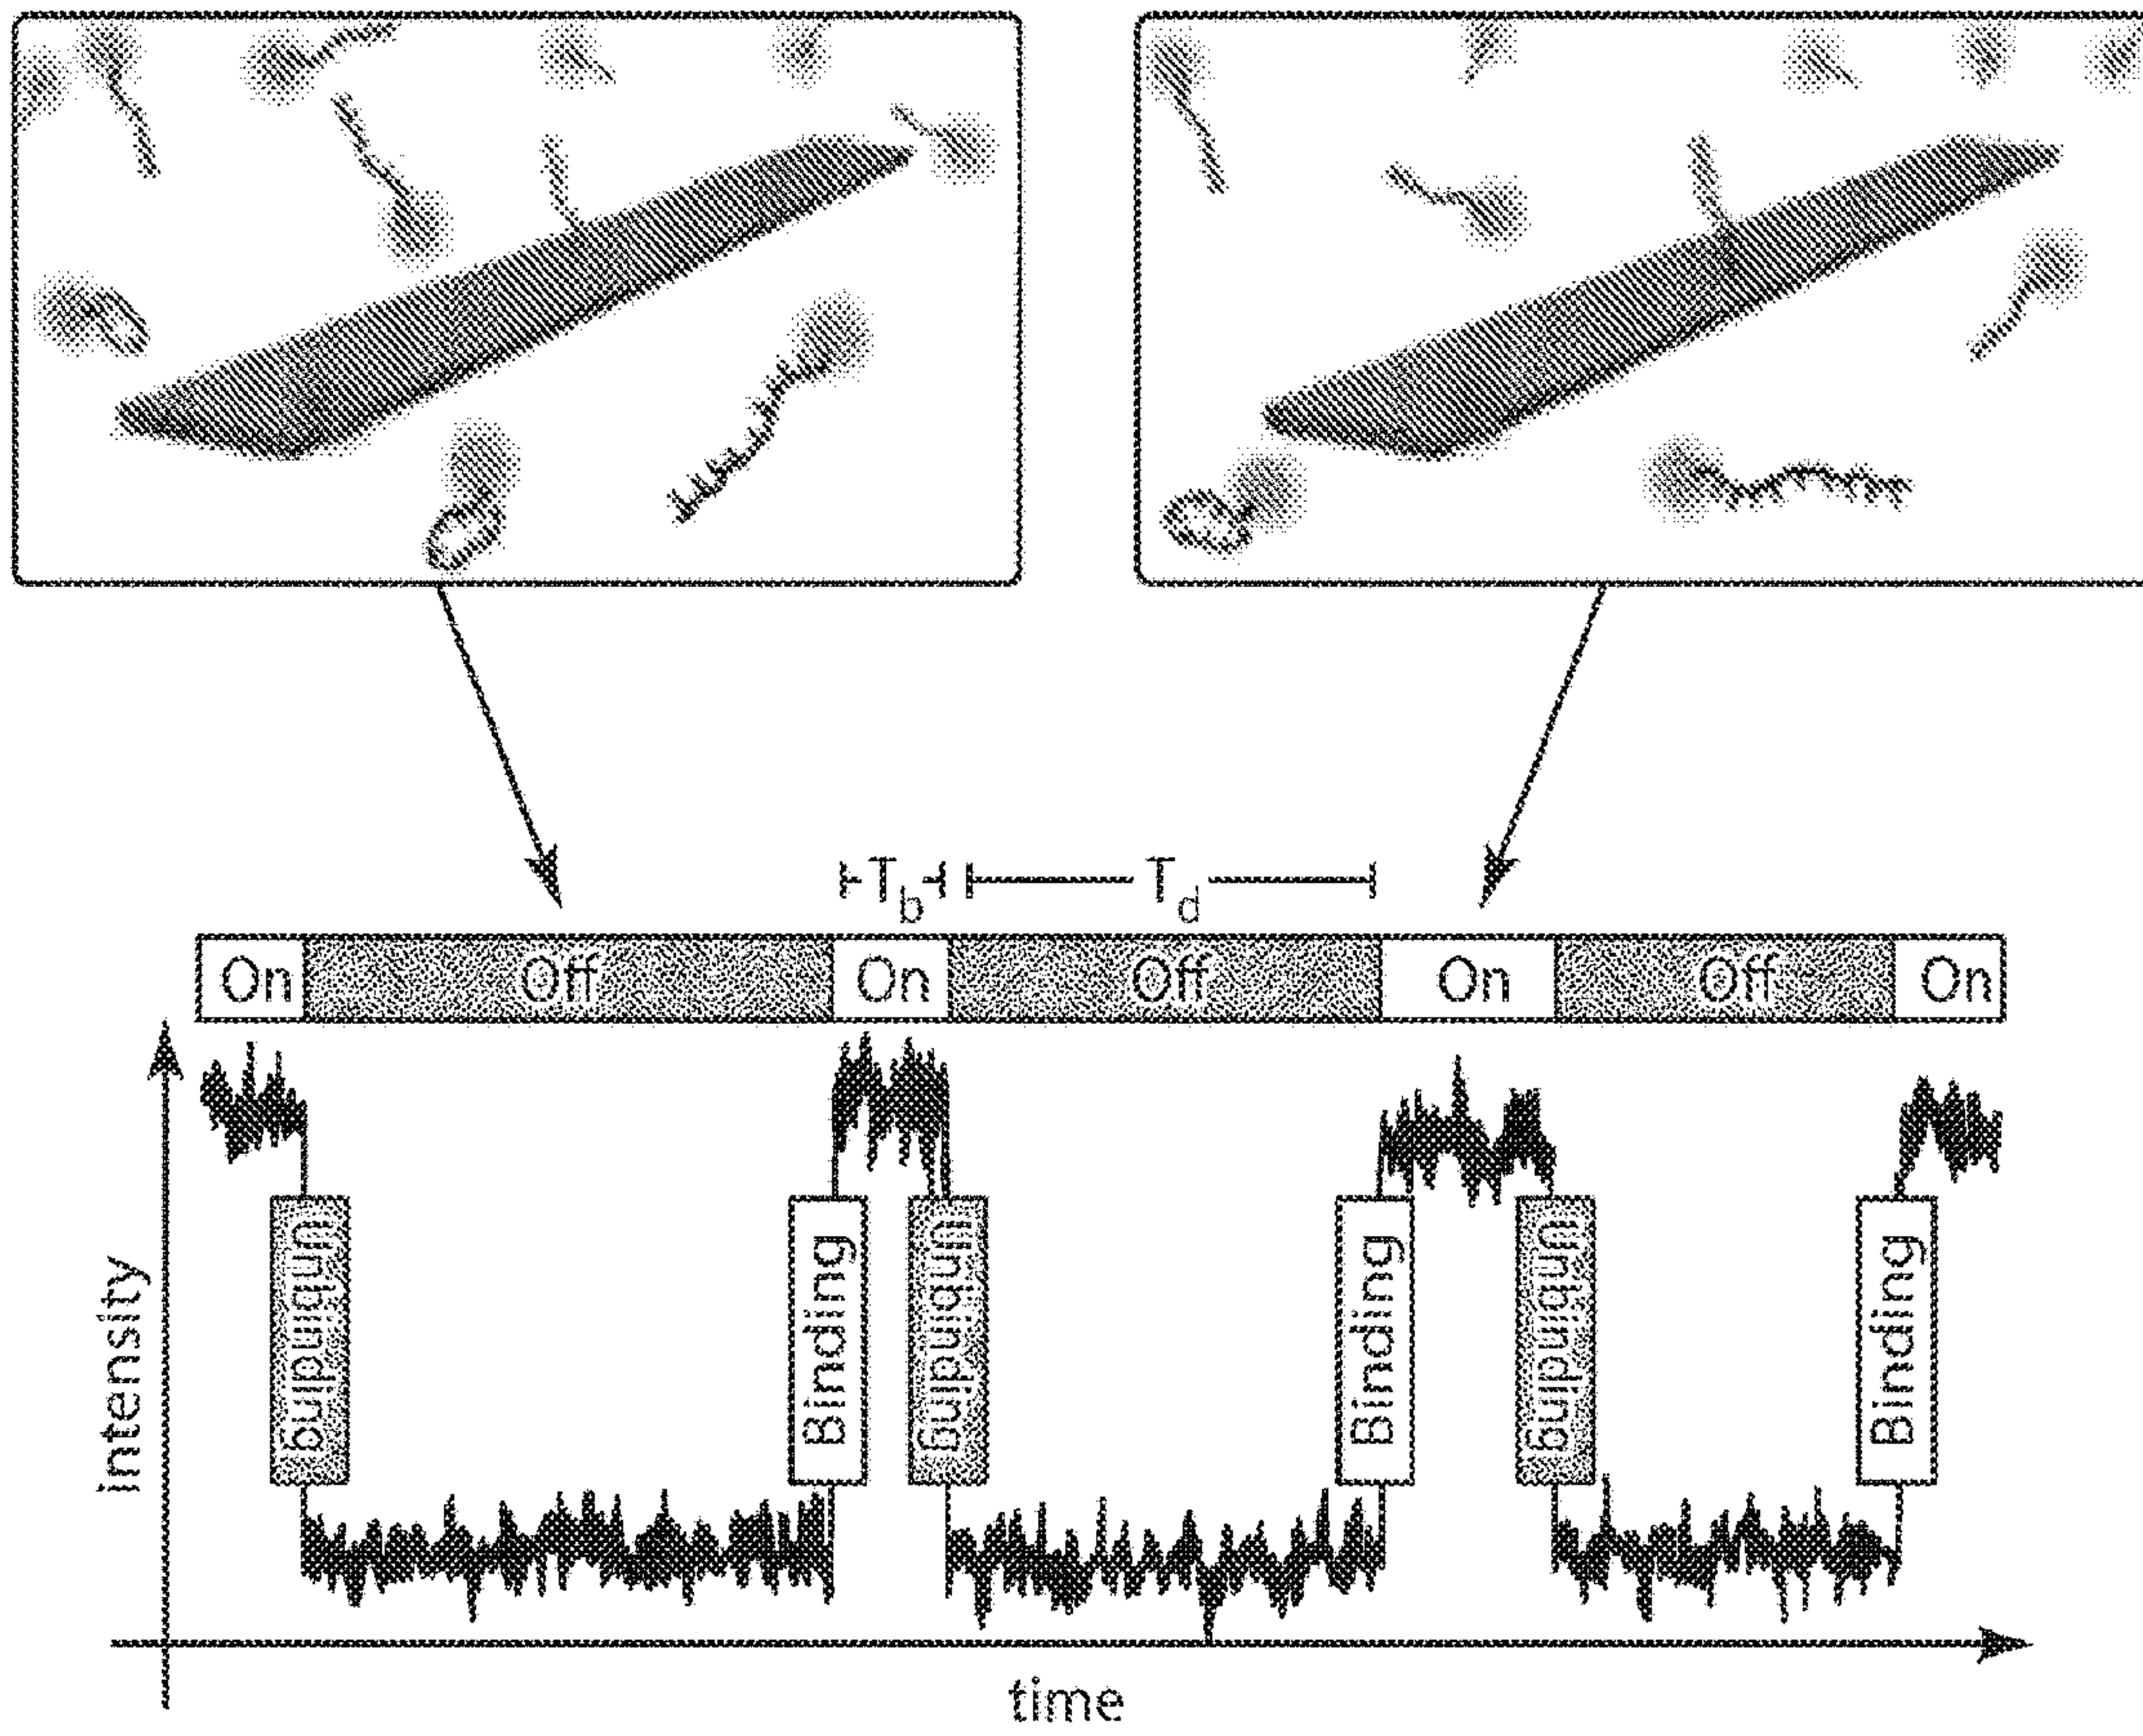 T_b T_d
On Off On Off On Off On
intensity
Unbinding
Binding
Unbinding
Binding
Unbinding
Binding
time